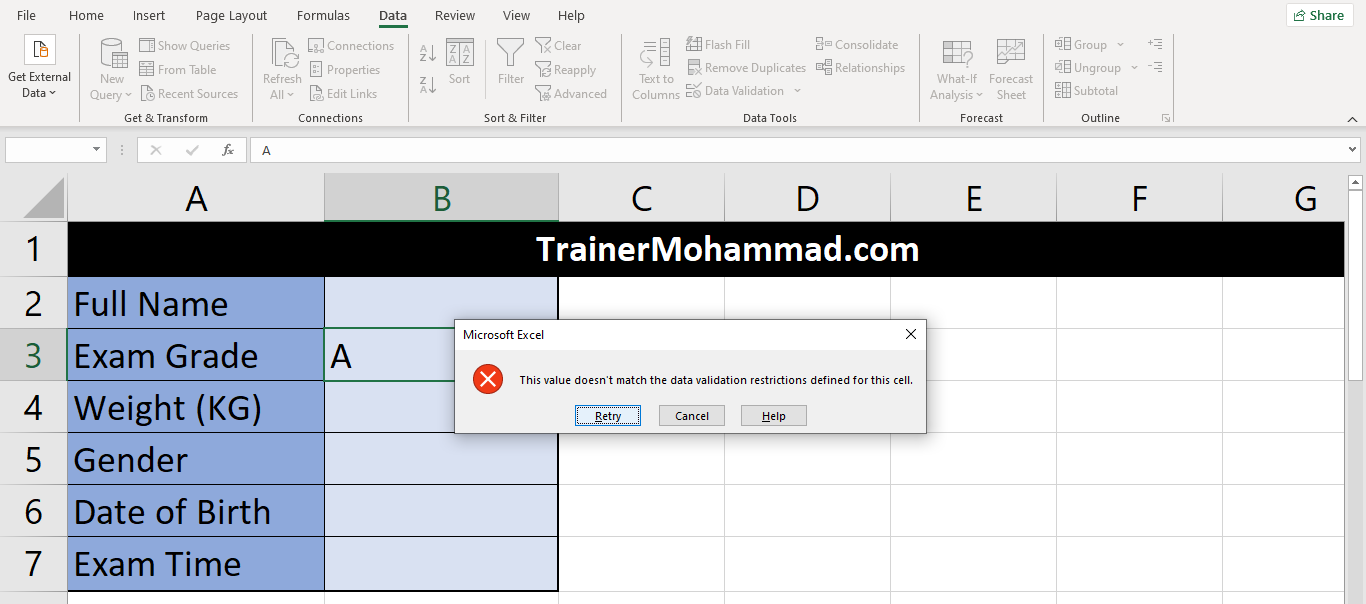 File Home Insert Page Layout Formulas Data Review View Help Share
Get External Data
New Query
Show Queries
From Table
Recent Sources
Get & Transform
Refresh All
Connections
Properties
Edit Links
Connections
A Z
Z A
Z A A Z
Sort
Filter
Clear
Reapply
Advanced
Sort & Filter
Text to Columns
Flash Fill
Remove Duplicates
Data Validation
Consolidate
Relationships
Data Tools
What-If Analysis
Forecast Sheet
Forecast
Group
Ungroup
Subtotal
Outline
fx A
A B C D E F G
1 TrainerMohammad.com
2 Full Name
3 Exam Grade A
4 Weight (KG)
5 Gender
6 Date of Birth
7 Exam Time
Microsoft Excel
This value doesn't match the data validation restrictions defined for this cell.
Retry Cancel Help